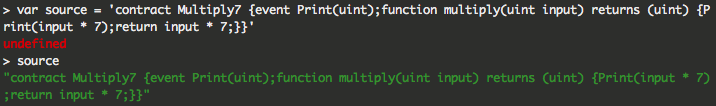 > var source = 'contract Multiply7 {event Print(uint);function multiply(uint input) returns (uint) {P
rint(input * 7);return input * 7;}}'
undefined
> source
"contract Multiply7 {event Print(uint);function multiply(uint input) returns (uint) {Print(input * 7)
;return input * 7;}}"